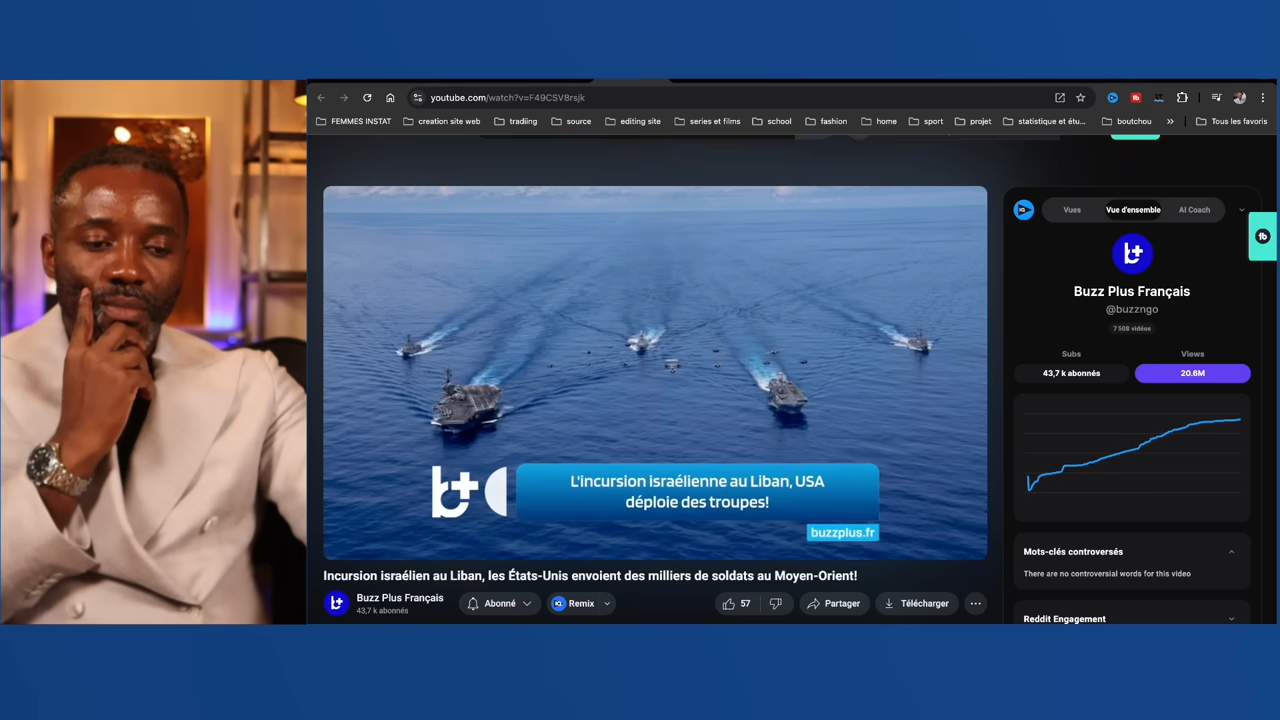 youtube.com/watch?v=F49CSV8rsjk
FEMMES INSTAT
creation site web
tradiing
source
editing site
series et films
school
fashion
home
sport
projet
statistique et étu...
boutchou
»
Tous les favoris
L'incursion israélienne au Liban, USA
déploie des troupes!
buzzplus.fr
Incursion israélien au Liban, les États-Unis envoient des milliers de soldats au Moyen-Orient!
Buzz Plus Français
43,7 k abonnés
Abonné
Remix
57
Partager
Télécharger
...
Vues
Vue d'ensemble
AI Coach
Buzz Plus Français
@buzzngo
7 508 vidéos
Subs
Views
43,7 k abonnés
20.6M
Mots-clés controversés
There are no controversial words for this video
Reddit Engagement